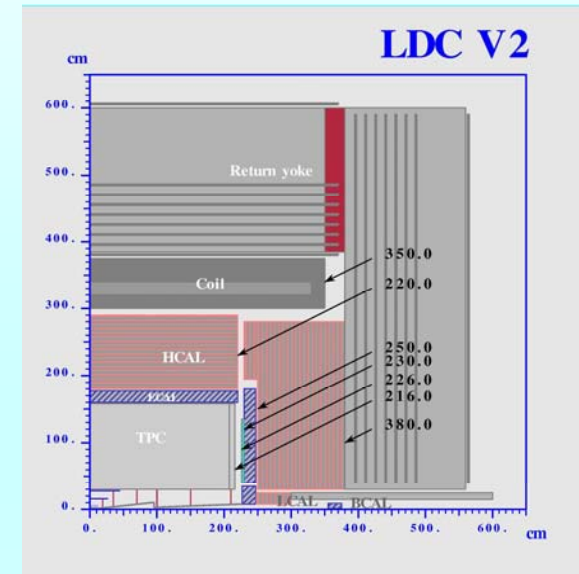 LDC V2
cm
600.
500.
400.
300.
200.
100.
0.
Return yoke
Coil
HCAL
ECAL
TPC
LCAL
BCAL
350.0
220.0
250.0
230.0
226.0
216.0
380.0
0. 100. 200. 300. 400. 500. 600.
cm